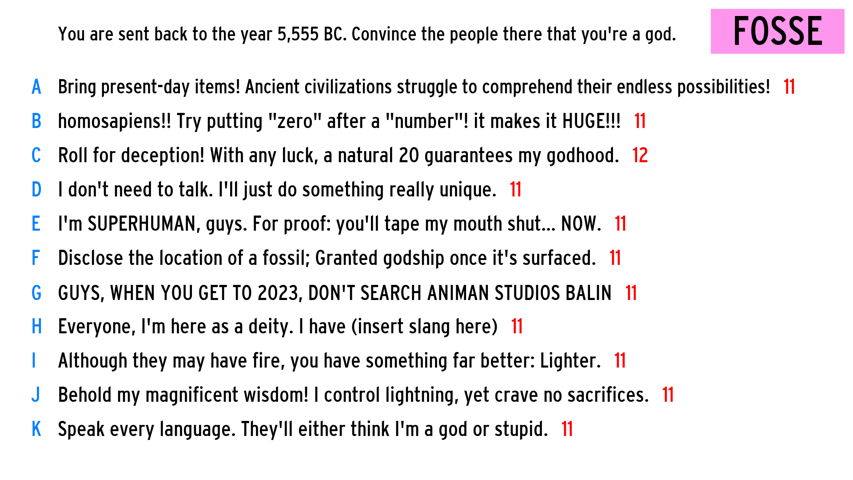 You are sent back to the year 5,555 BC. Convince the people there that you're a god.
FOSSE
A Bring present-day items! Ancient civilizations struggle to comprehend their endless possibilities! 11
B homosapiens!! Try putting "zero" after a "number"! it makes it HUGE!!! 11
C Roll for deception! With any luck, a natural 20 guarantees my godhood. 12
D I don't need to talk. I'll just do something really unique. 11
E I'm SUPERHUMAN, guys. For proof: you'll tape my mouth shut... NOW. 11
F Disclose the location of a fossil; Granted godship once it's surfaced. 11
G GUYS, WHEN YOU GET TO 2023, DON'T SEARCH ANIMAN STUDIOS BALIN 11
H Everyone, I'm here as a deity. I have (insert slang here) 11
I Although they may have fire, you have something far better: Lighter. 11
J Behold my magnificent wisdom! I control lightning, yet crave no sacrifices. 11
K Speak every language. They'll either think I'm a god or stupid. 11